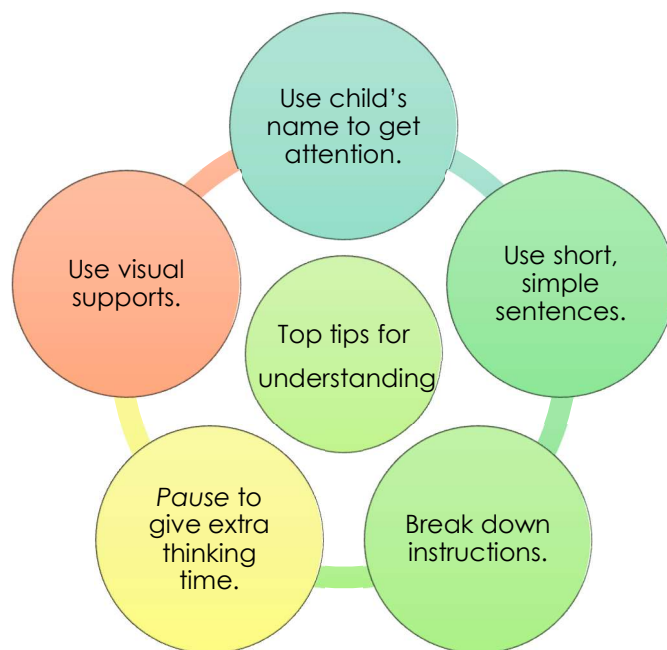 Use child’s
name to get
attention.
Use short,
simple
sentences.
Break down
instructions.
Pause to
give extra
thinking
time.
Use visual
supports.
Top tips for
understanding